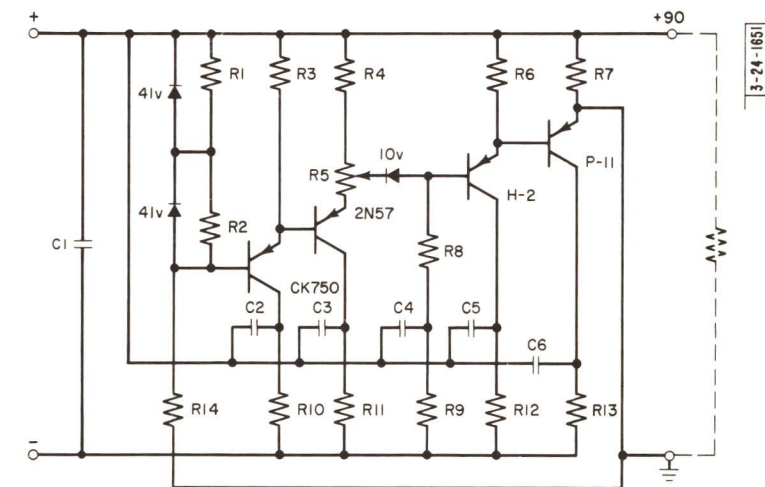 +
+90
3-24-1651
R1
R3
R4
R6
R7
41v
10v
P-11
R5
H-2
41v
R2
2N57
C1
R8
CK750
C2
C3
C4
C5
C6
R14
R10
R11
R9
R12
R13
−